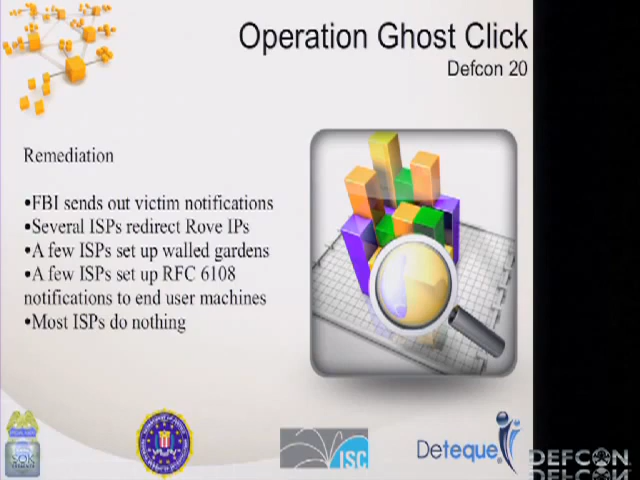 Operation Ghost Click
Defcon 20
Remediation
•FBI sends out victim notifications
•Several ISPs redirect Rove IPs
•A few ISPs set up walled gardens
•A few ISPs set up RFC 6108
notifications to end user machines
•Most ISPs do nothing
ISC
Deteque
DEFCON